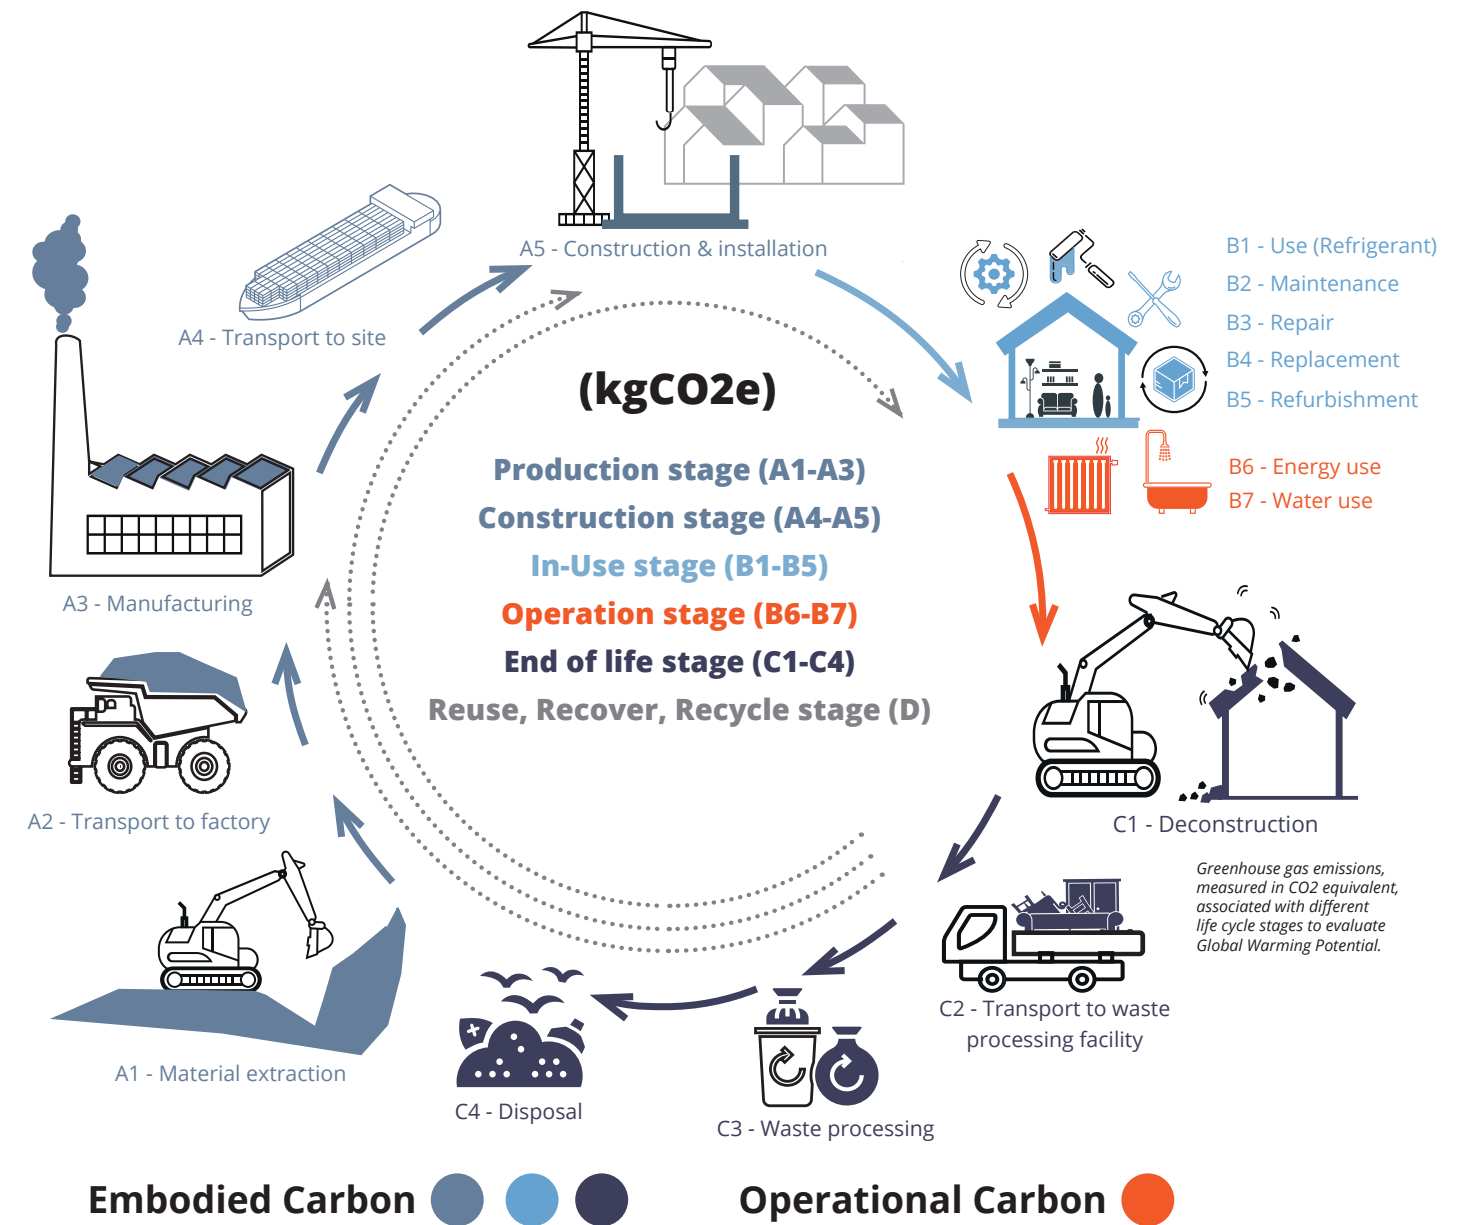 A5 - Construction & installation
A4 - Transport to site
B1 - Use (Refrigerant)
B2 - Maintenance
B3 - Repair
B4 - Replacement
B5 - Refurbishment
B6 - Energy use
B7 - Water use
(kgCO2e)
Production stage (A1-A3)
Construction stage (A4-A5)
In-Use stage (B1-B5)
Operation stage (B6-B7)
End of life stage (C1-C4)
Reuse, Recover, Recycle stage (D)
A3 - Manufacturing
A2 - Transport to factory
A1 - Material extraction
C1 - Deconstruction
Greenhouse gas emissions,
measured in CO2 equivalent,
associated with different
life cycle stages to evaluate
Global Warming Potential.
C2 - Transport to waste
processing facility
C3 - Waste processing
C4 - Disposal
Embodied Carbon
Operational Carbon